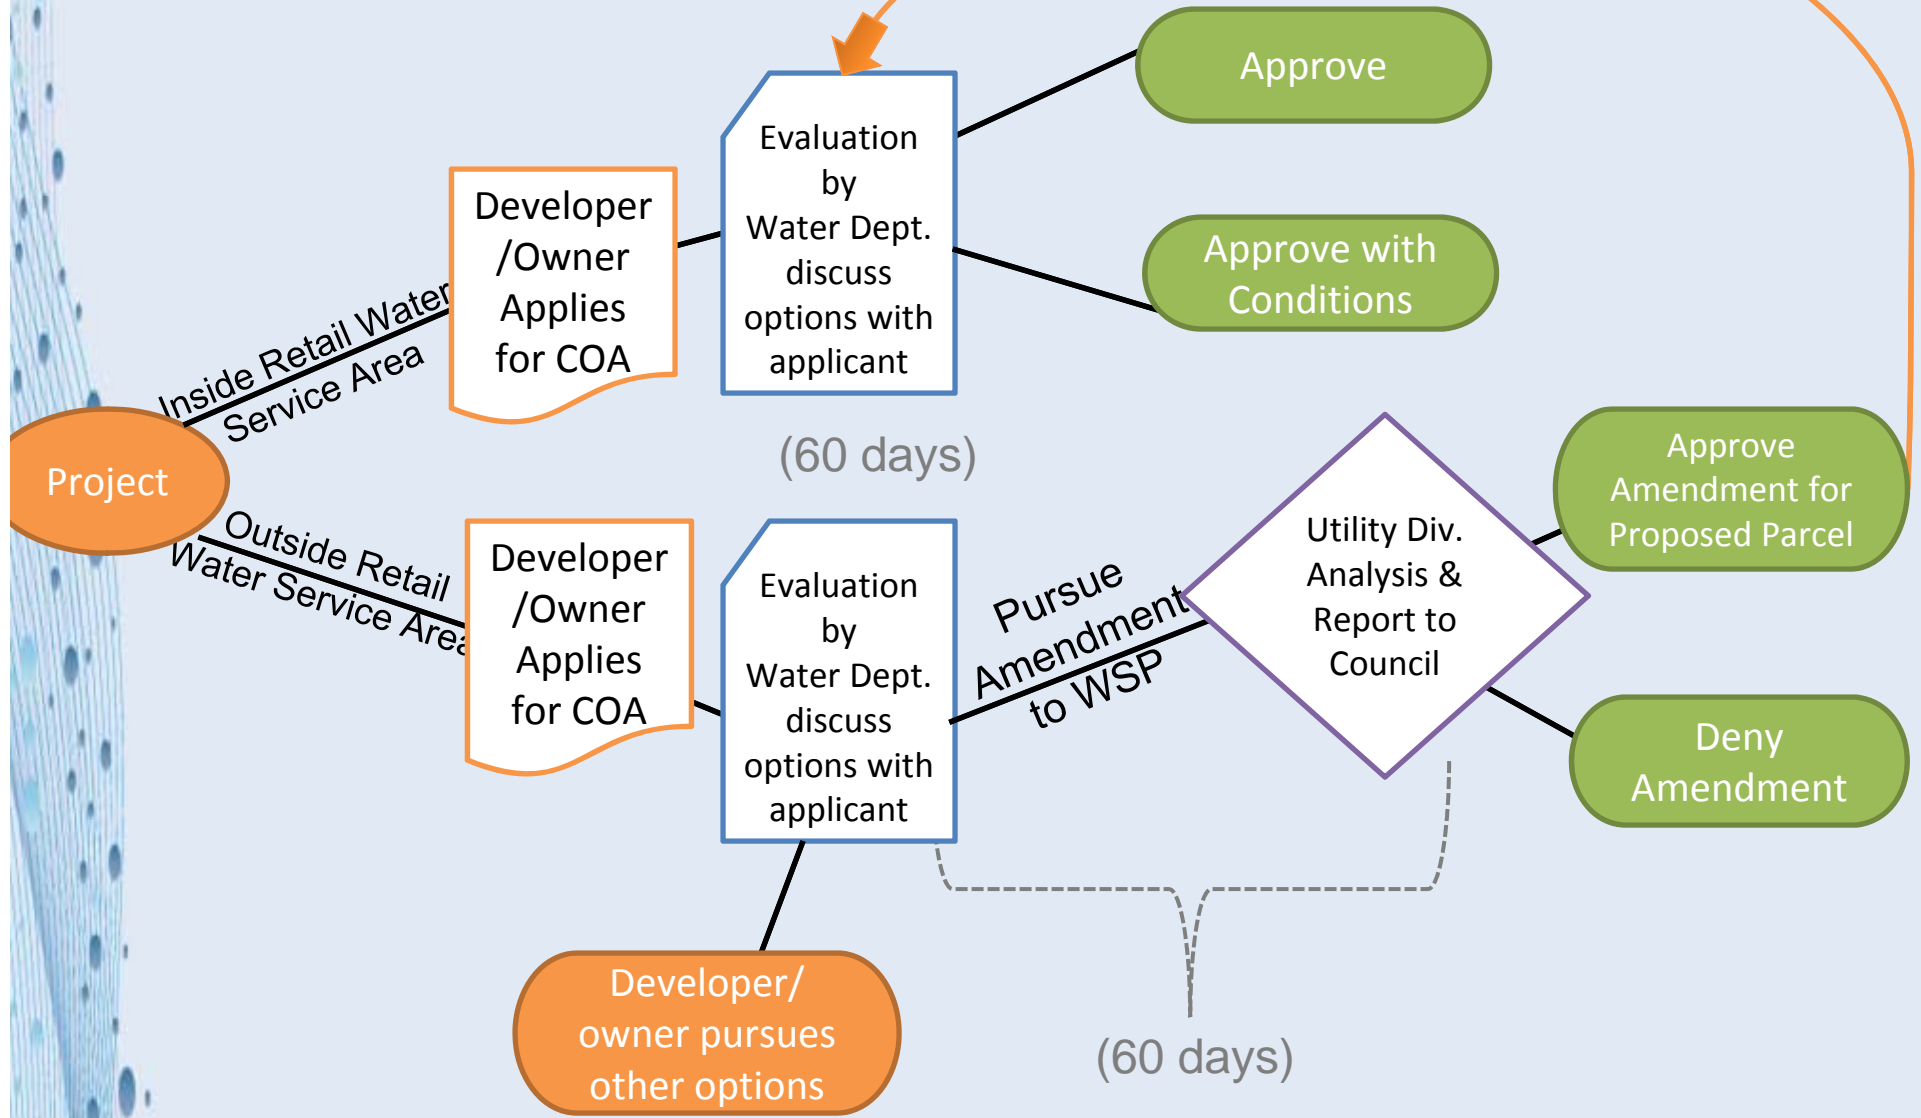 Project
Inside Retail Water
Service Area
Developer
/Owner
Applies
for COA
Evaluation
by
Water Dept.
discuss
options with
applicant
(60 days)
Approve
Approve with
Conditions
Outside Retail
Water Service Area
Developer
/Owner
Applies
for COA
Evaluation
by
Water Dept.
discuss
options with
applicant
Pursue
Amendment
to WSP
Utility Div.
Analysis &
Report to
Council
Approve
Amendment for
Proposed Parcel
Deny
Amendment
Developer/
owner pursues
other options
(60 days)